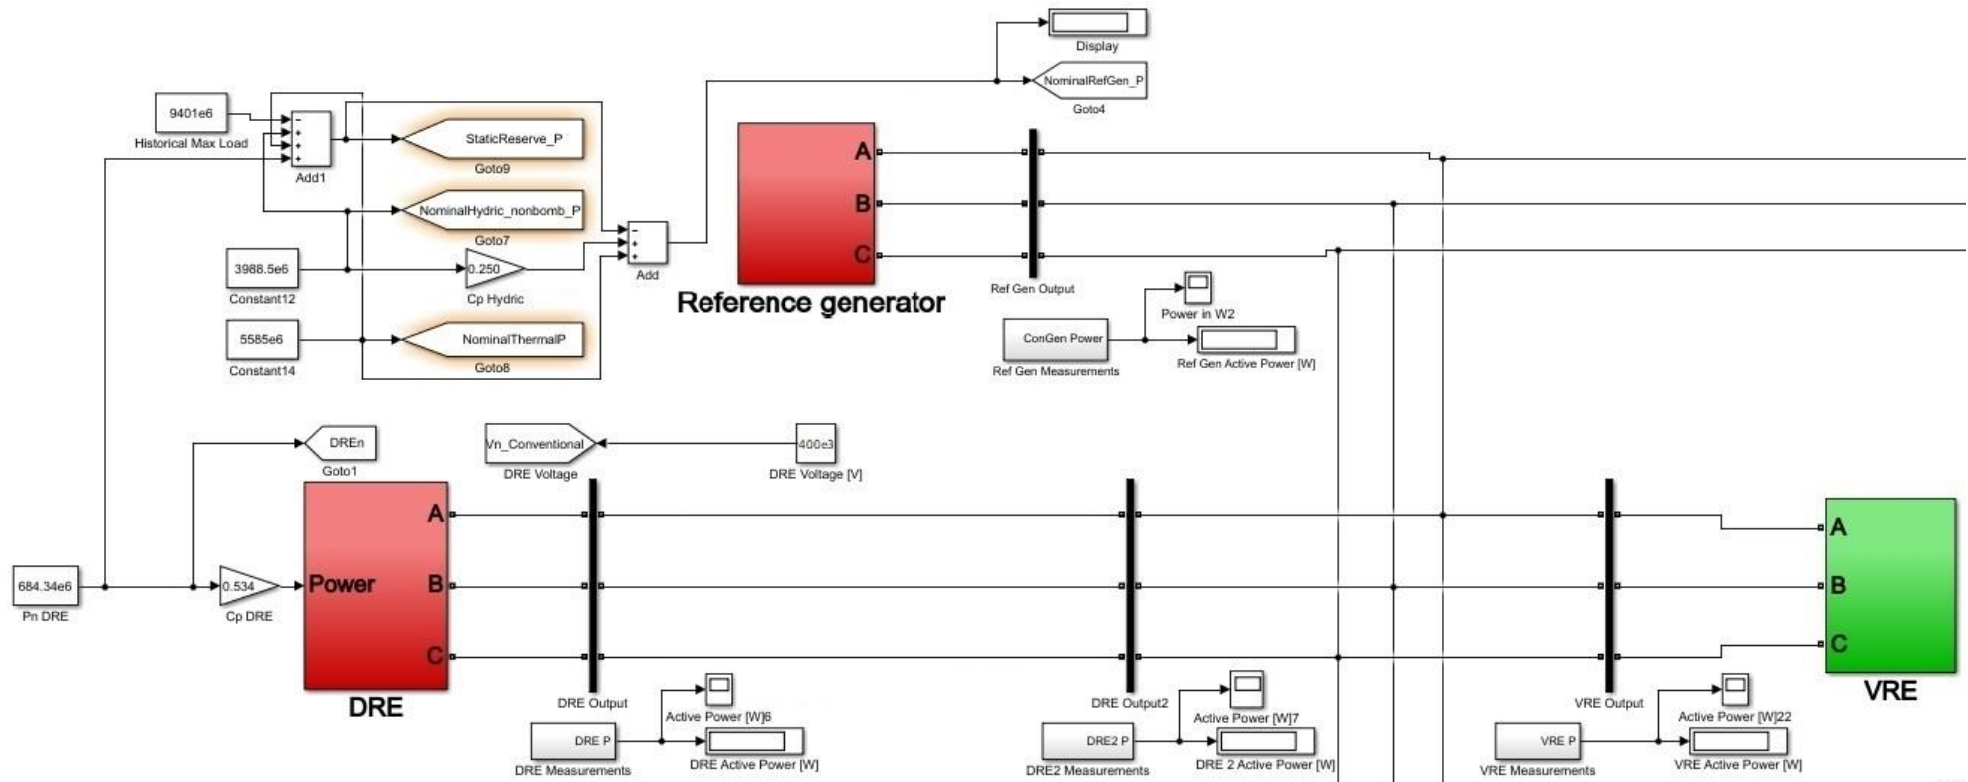 Display
NominalRefGen_P
Goto4
9401e6
Historical Max Load
−
+
+
+
Add1
StaticReserve_P
Goto9
NominalHydric_nonbomb_P
Goto7
3988.5e6
Constant12
0.250
Cp Hydric
−
+
+
Add
5585e6
Constant14
NominalThermalP
Goto8
A
B
C
Reference generator
Ref Gen Output
Power in W2
ConGen Power
Ref Gen Measurements
Ref Gen Active Power [W]
DREn
Goto1
Vn_Conventional
DRE Voltage
400e3
DRE Voltage [V]
684.34e6
Pn DRE
0.534
Cp DRE
Power
A
B
C
DRE
DRE Output
Active Power [W]6
DRE P
DRE Measurements
DRE Active Power [W]
DRE Output2
Active Power [W]7
DRE2 P
DRE2 Measurements
DRE 2 Active Power [W]
VRE Output
Active Power [W]22
VRE P
VRE Measurements
VRE Active Power [W]
A
B
C
VRE